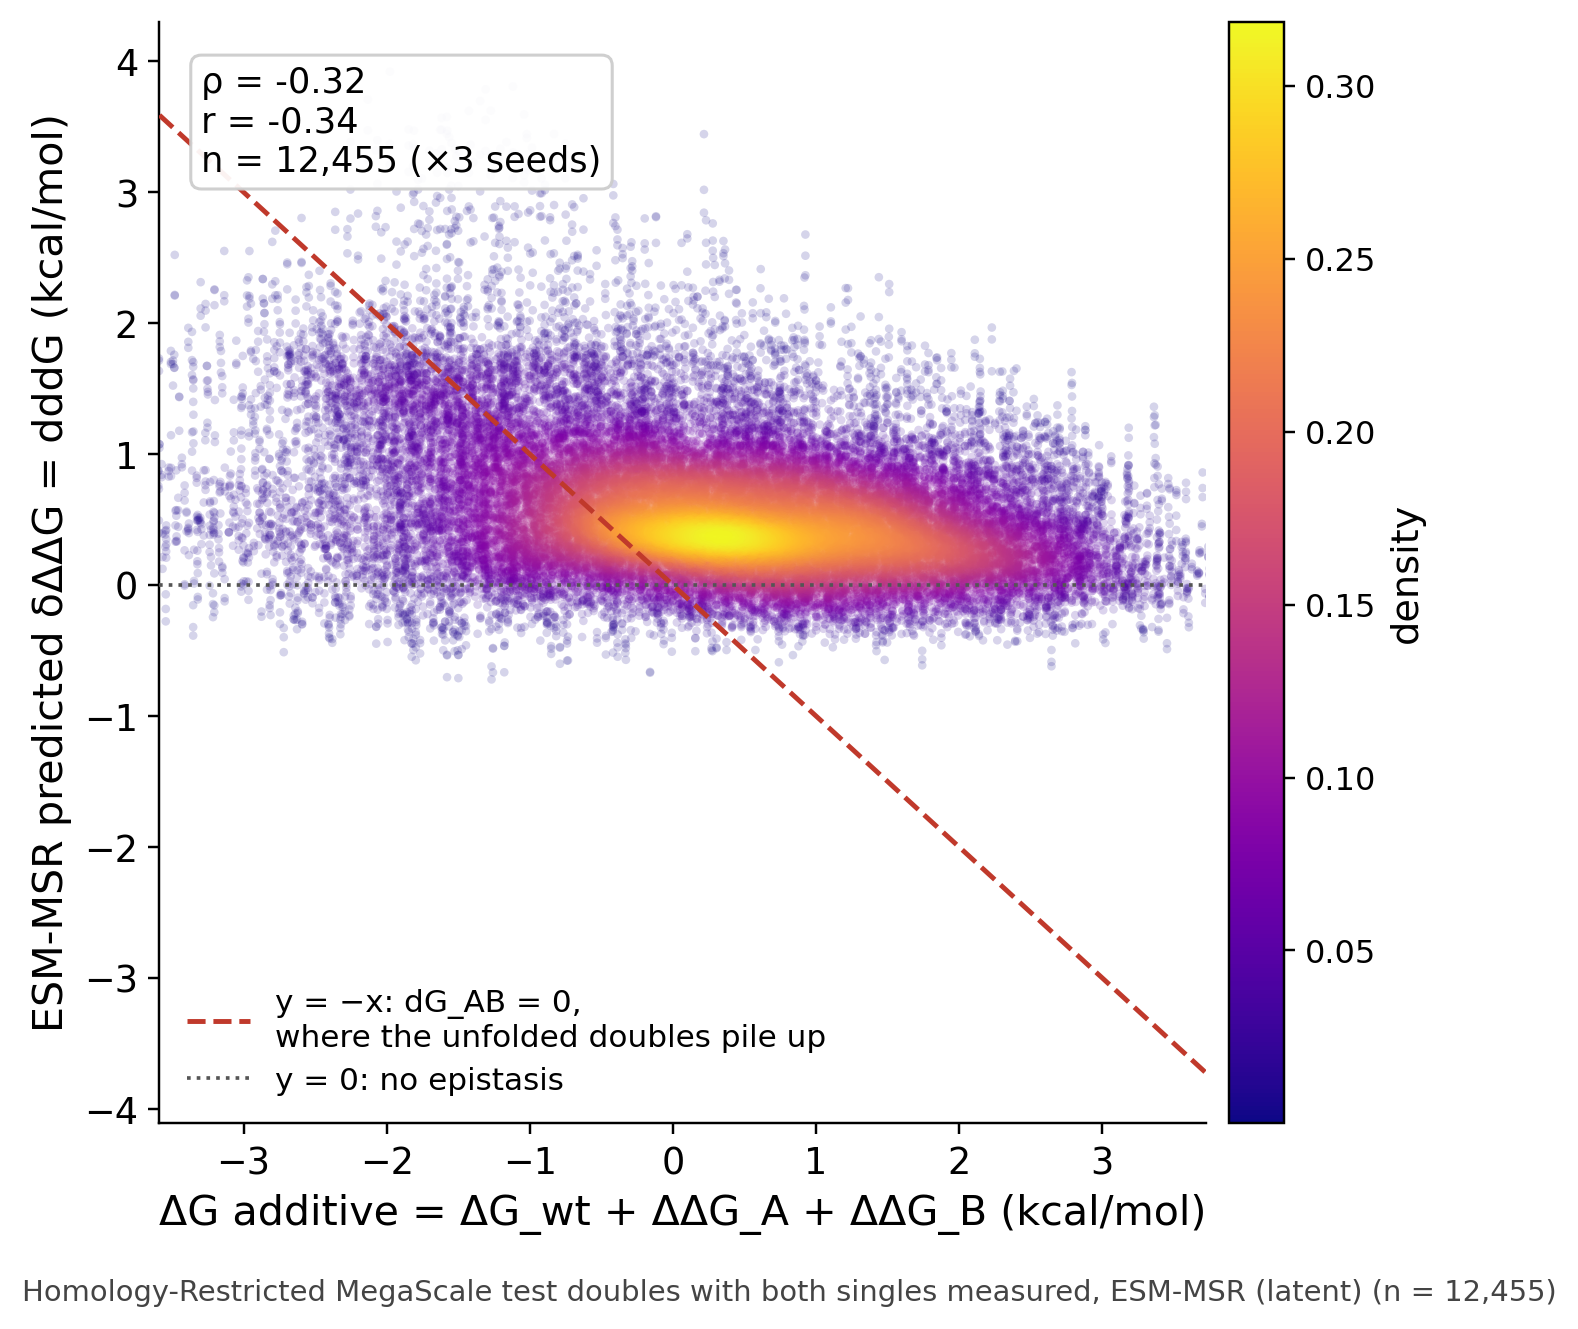 ρ = -0.32
r = -0.34
n = 12,455 (×3 seeds)
ESM-MSR predicted δΔΔG = dddG (kcal/mol)
4
3
2
1
0
−1
−2
−3
−4
y = −x: dG_AB = 0,
where the unfolded doubles pile up
y = 0: no epistasis
−3
−2
−1
0
1
2
3
ΔG additive = ΔG_wt + ΔΔG_A + ΔΔG_B (kcal/mol)
0.30
0.25
0.20
0.15
0.10
0.05
density
Homology-Restricted MegaScale test doubles with both singles measured, ESM-MSR (latent) (n = 12,455)